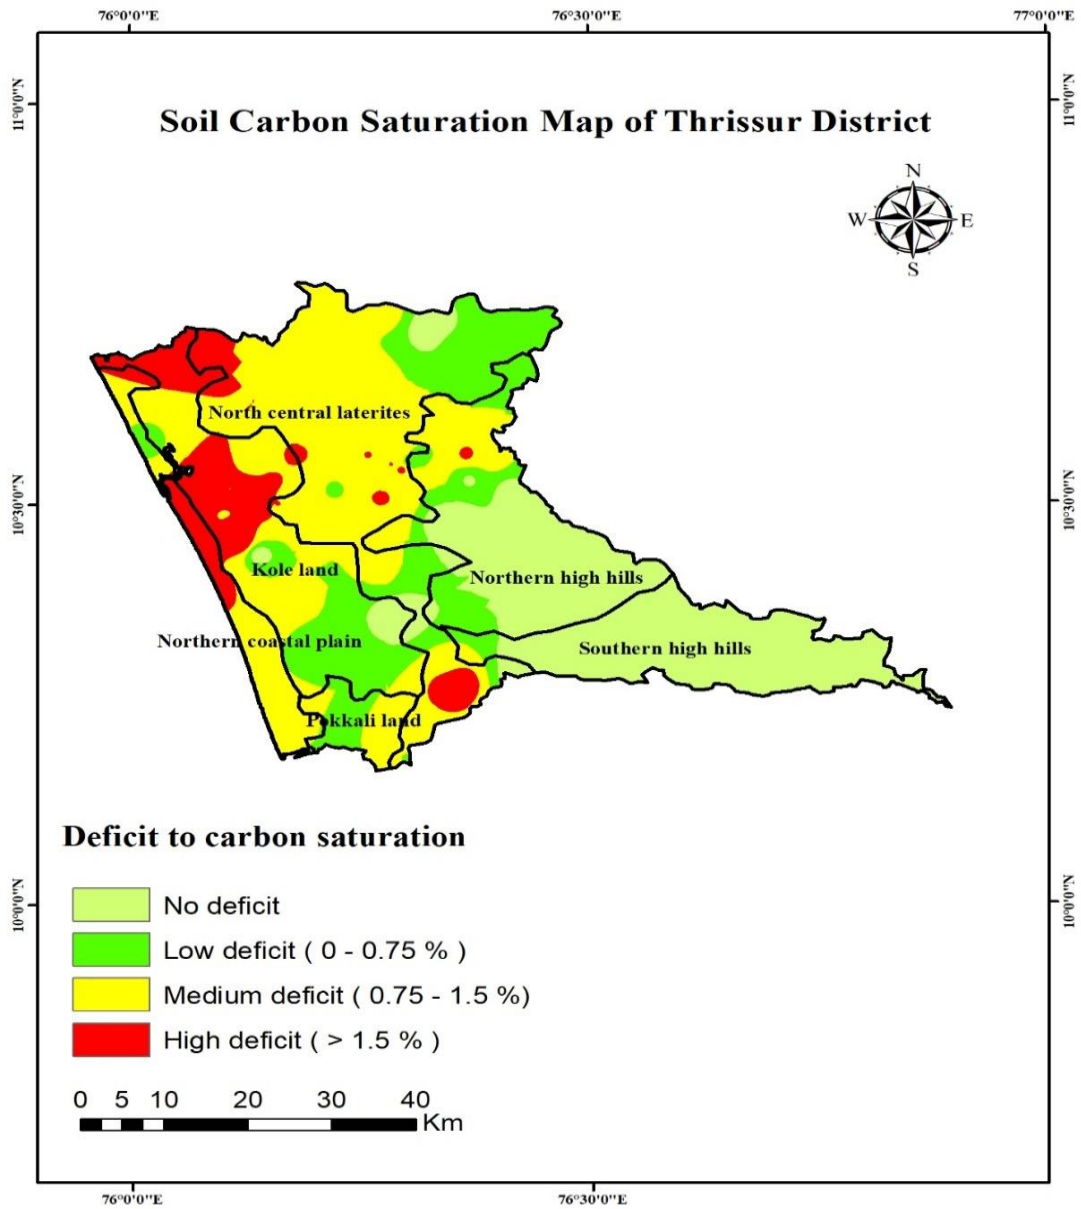 76°0'0"E 76°30'0"E 77°0'0"E
11°0'0"N 11°0'0"N
Soil Carbon Saturation Map of Thrissur District
N
W E
S
North central laterites
10°30'0"N 10°30'0"N
Kole land
Northern high hills
Northern coastal plain
Southern high hills
Pokkali land
Deficit to carbon saturation
10°0'0"N 10°0'0"N
No deficit
Low deficit ( 0 - 0.75 % )
Medium deficit ( 0.75 - 1.5 %)
High deficit ( > 1.5 % )
0 5 10 20 30 40
Km
76°0'0"E 76°30'0"E